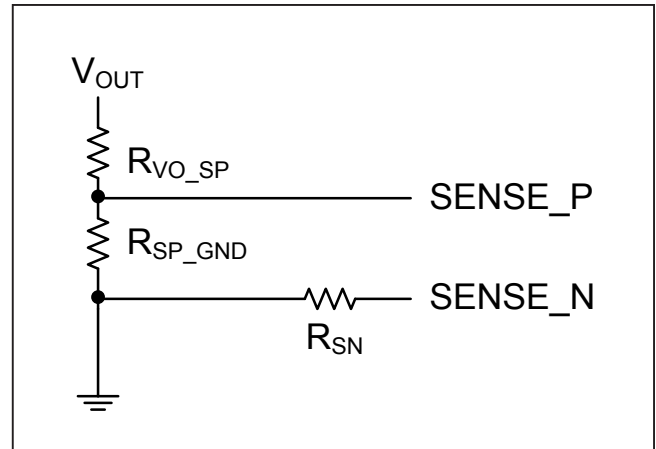 VOUT
RVO_SP
SENSE_P
RSP_GND
SENSE_N
RSN